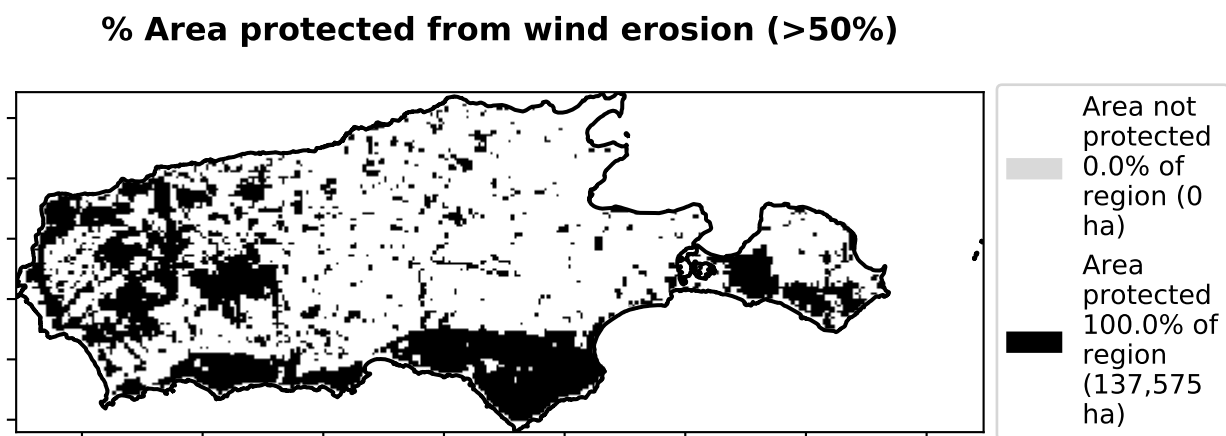 % Area protected from wind erosion (>50%)
Area not
protected
0.0% of
region (0
ha)
Area
protected
100.0% of
region
(137,575
ha)